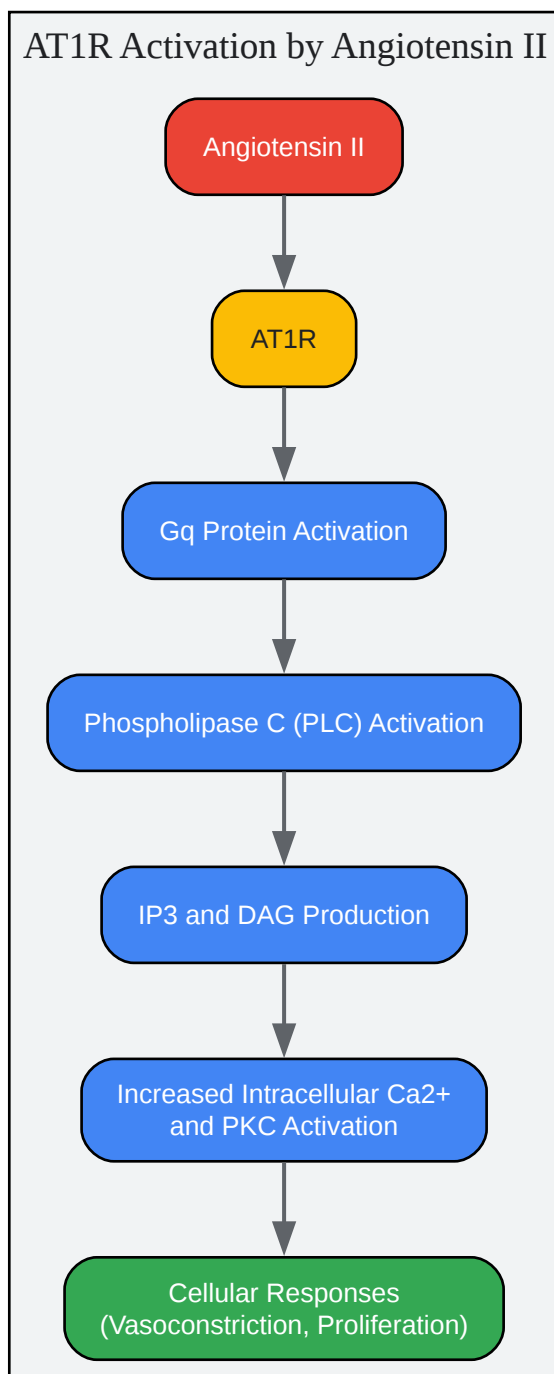 AT1R Activation by Angiotensin II
Angiotensin II
AT1R
Gq Protein Activation
Phospholipase C (PLC) Activation
IP3 and DAG Production
Increased Intracellular Ca2+
and PKC Activation
Cellular Responses
(Vasoconstriction, Proliferation)